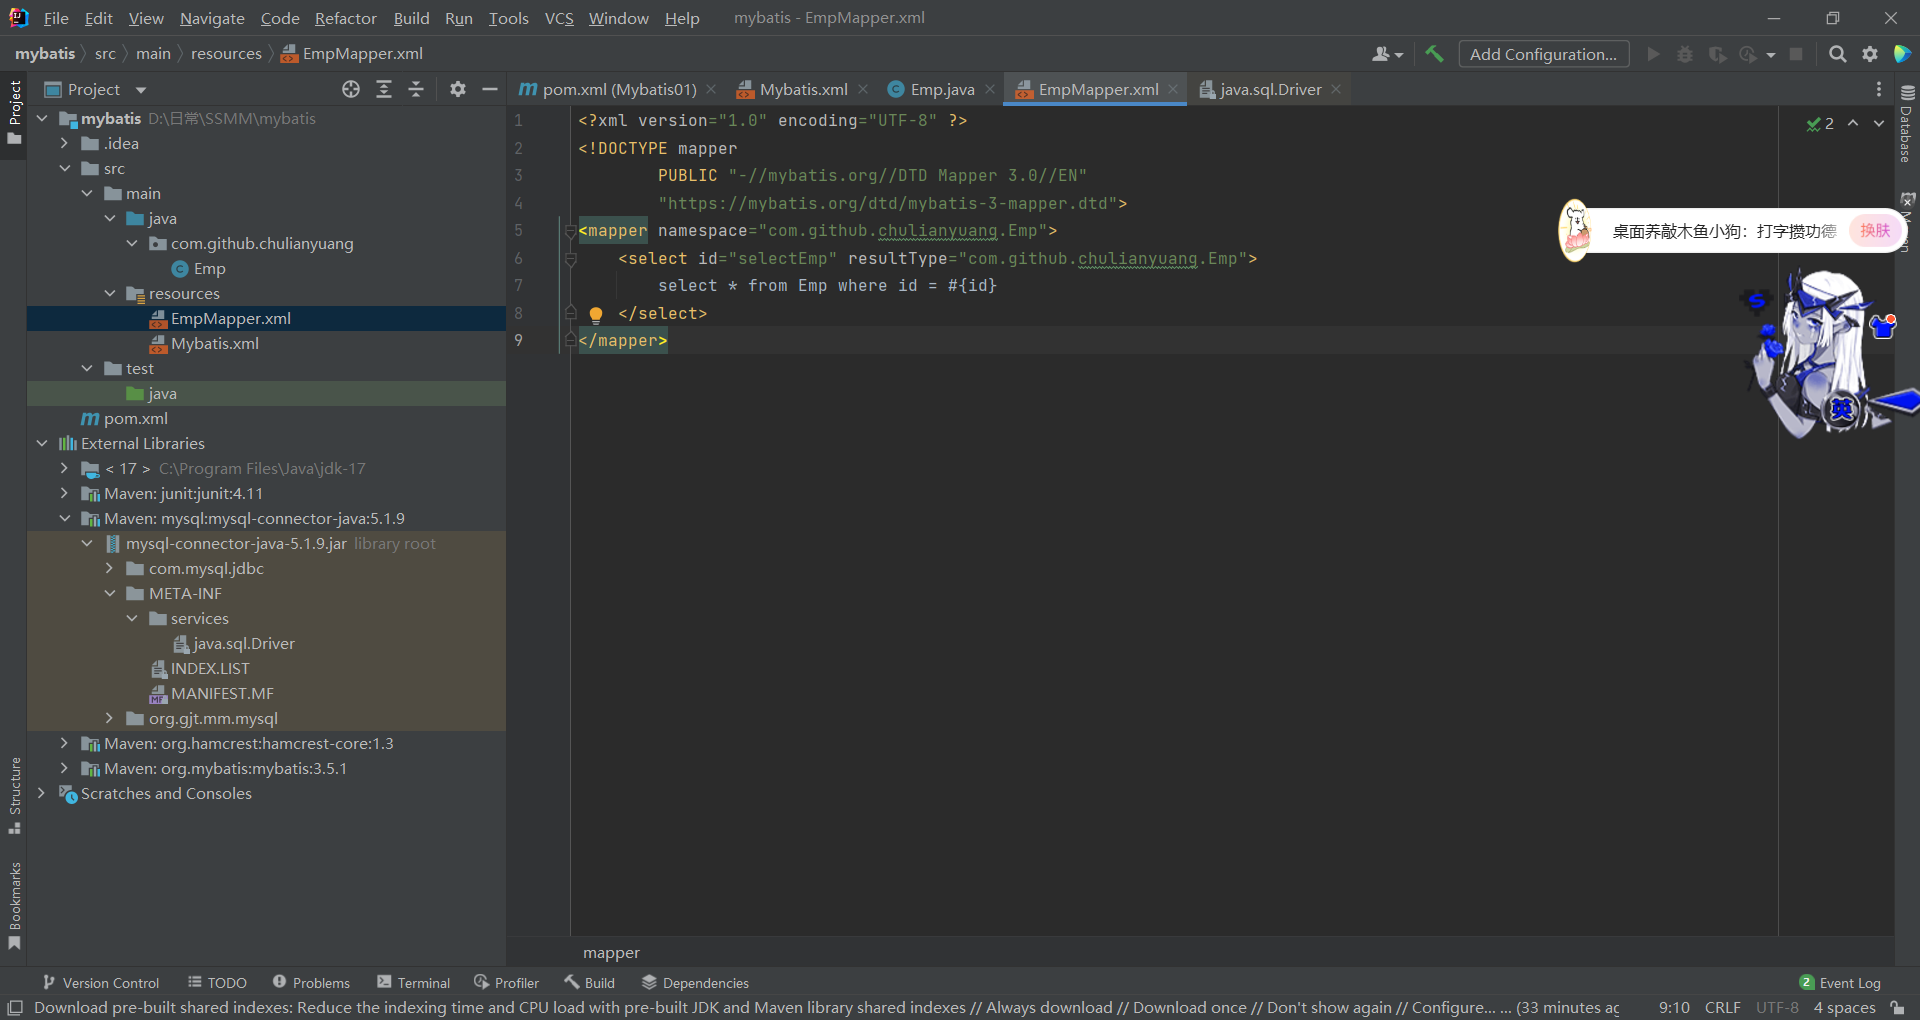 File Edit View Navigate Code Refactor Build Run Tools VCS Window Help mybatis - EmpMapper.xml
mybatis src main resources EmpMapper.xml Add Configuration...
Project
pom.xml (Mybatis01) Mybatis.xml Emp.java EmpMapper.xml java.sql.Driver
Project
Database
mybatis D:\日常\SSMM\mybatis
.idea
src
main
java
com.github.chulianyuang
Emp
resources
EmpMapper.xml
Mybatis.xml
test
java
pom.xml
External Libraries
< 17 > C:\Program Files\Java\jdk-17
Maven: junit:junit:4.11
Maven: mysql:mysql-connector-java:5.1.9
mysql-connector-java-5.1.9.jar library root
com.mysql.jdbc
META-INF
services
java.sql.Driver
INDEX.LIST
MANIFEST.MF
org.gjt.mm.mysql
Maven: org.hamcrest:hamcrest-core:1.3
Maven: org.mybatis:mybatis:3.5.1
Scratches and Consoles
Structure
Bookmarks
1 <?xml version="1.0" encoding="UTF-8" ?>
2 <!DOCTYPE mapper
3 PUBLIC "-//mybatis.org//DTD Mapper 3.0//EN"
4 "https://mybatis.org/dtd/mybatis-3-mapper.dtd">
5 <mapper namespace="com.github.chulianyuang.Emp">
6 <select id="selectEmp" resultType="com.github.chulianyuang.Emp">
7 select * from Emp where id = #{id}
8 </select>
9 </mapper>
2
桌面养敲木鱼小狗：打字攒功德 换肤
S
英
mapper
Version Control TODO Problems Terminal Profiler Build Dependencies 2 Event Log
Download pre-built shared indexes: Reduce the indexing time and CPU load with pre-built JDK and Maven library shared indexes // Always download // Download once // Don't show again // Configure... ... (33 minutes ag 9:10 CRLF UTF-8 4 spaces